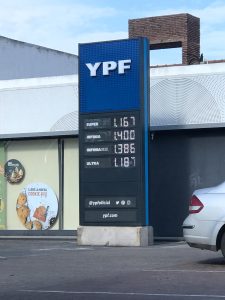 YPF
SUPER 1.167
INFINIA 1.400
INFINIA DIESEL 1.386
ULTRA 1.187
@ypfoficial
ypf.com